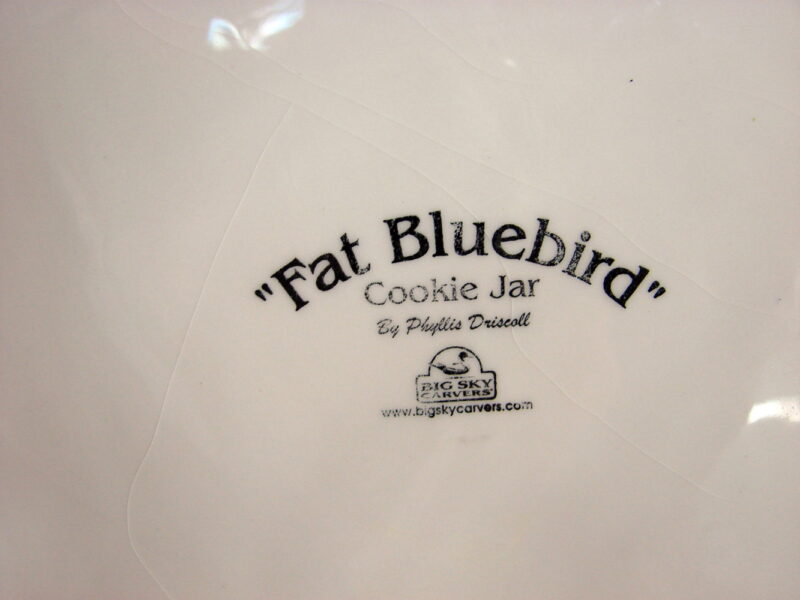 "Fat Bluebird"
Cookie Jar
By Phyllis Driscoll
BIG SKY
CARVERS
www.bigskycarvers.com